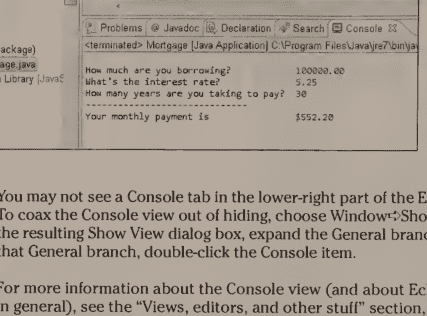 Problems @ Javadoc Declaration Search Console
<terminated> Mortgage [Java Application] C:\Program Files\Java\jre7\bin\jav
ackage)
age.java
Library [JavaS
How much are you borrowing? 100000.00
What's the interest rate? 5.25
How many years are you taking to pay? 30
------------------------------
Your monthly payment is $552.20
You may not see a Console tab in the lower-right part of the E
To coax the Console view out of hiding, choose Window➪Sho
the resulting Show View dialog box, expand the General branc
that General branch, double-click the Console item.
For more information about the Console view (and about Ec
in general), see the “Views, editors, and other stuff” section,